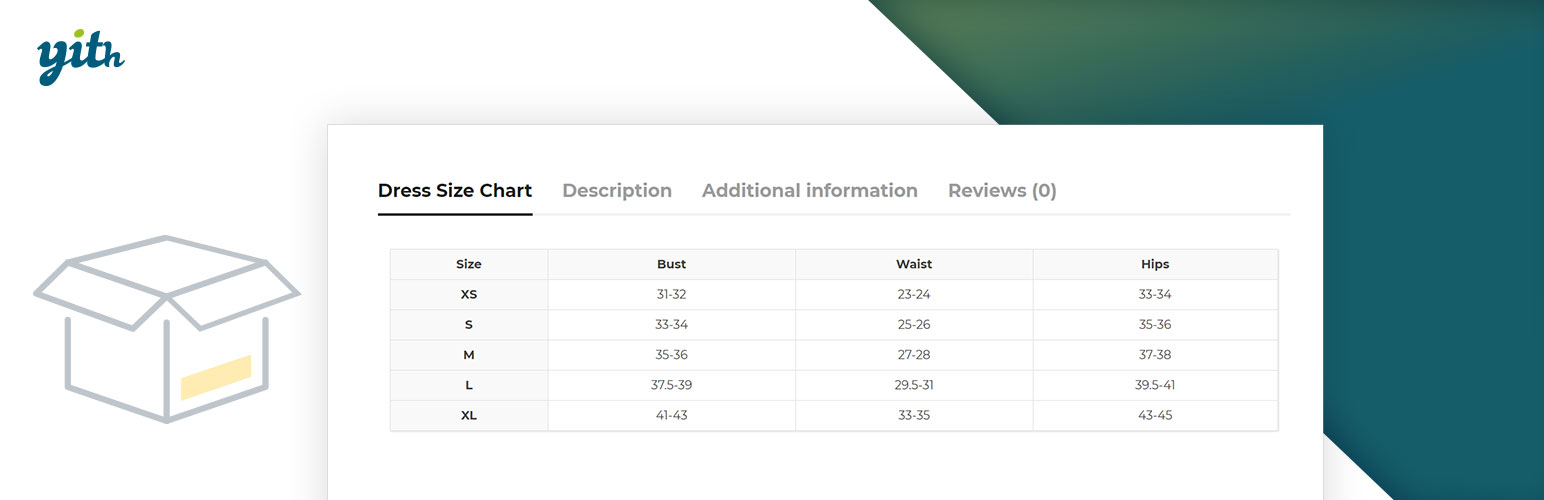 yith
Dress Size Chart Description Additional information Reviews (0)
Size Bust Waist Hips
XS 31-32 23-24 33-34
S 33-34 25-26 35-36
M 35-36 27-28 37-38
L 37.5-39 29.5-31 39.5-41
XL 41-43 33-35 43-45